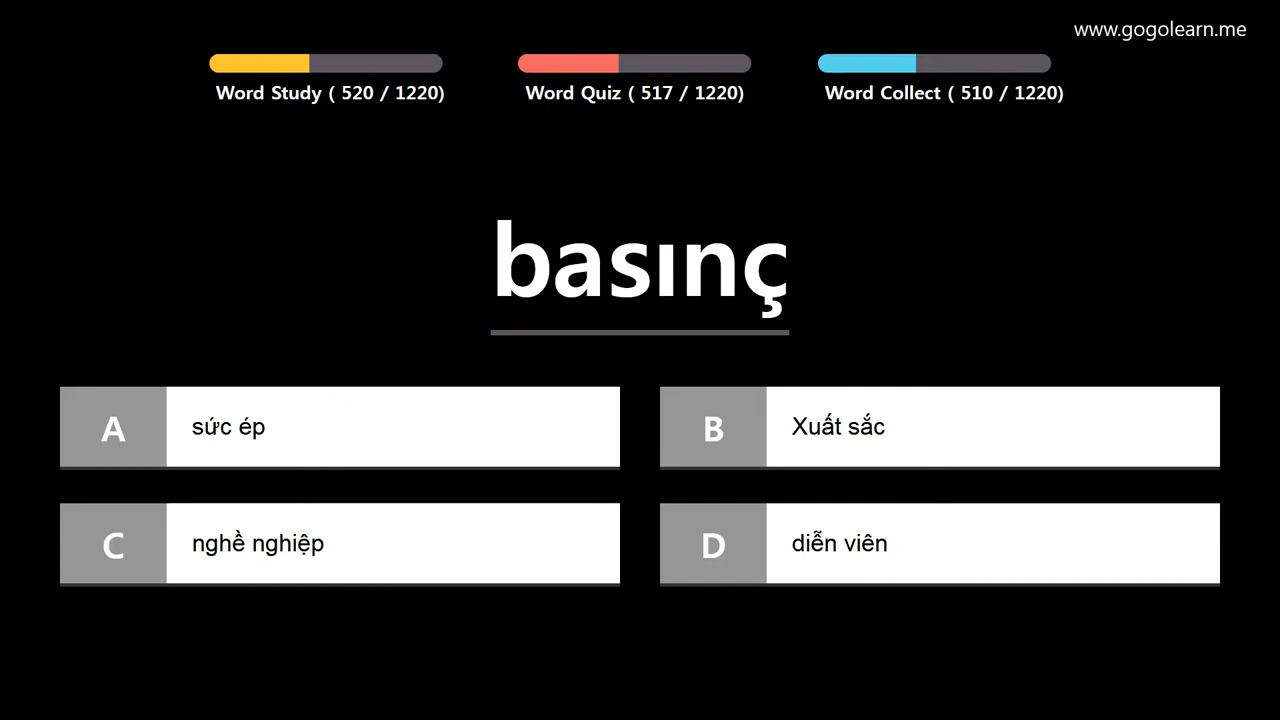 www.gogolearn.me
Word Study ( 520 / 1220)
Word Quiz ( 517 / 1220)
Word Collect ( 510 / 1220)
basınç
A
sức ép
B
Xuất sắc
C
nghề nghiệp
D
diễn viên